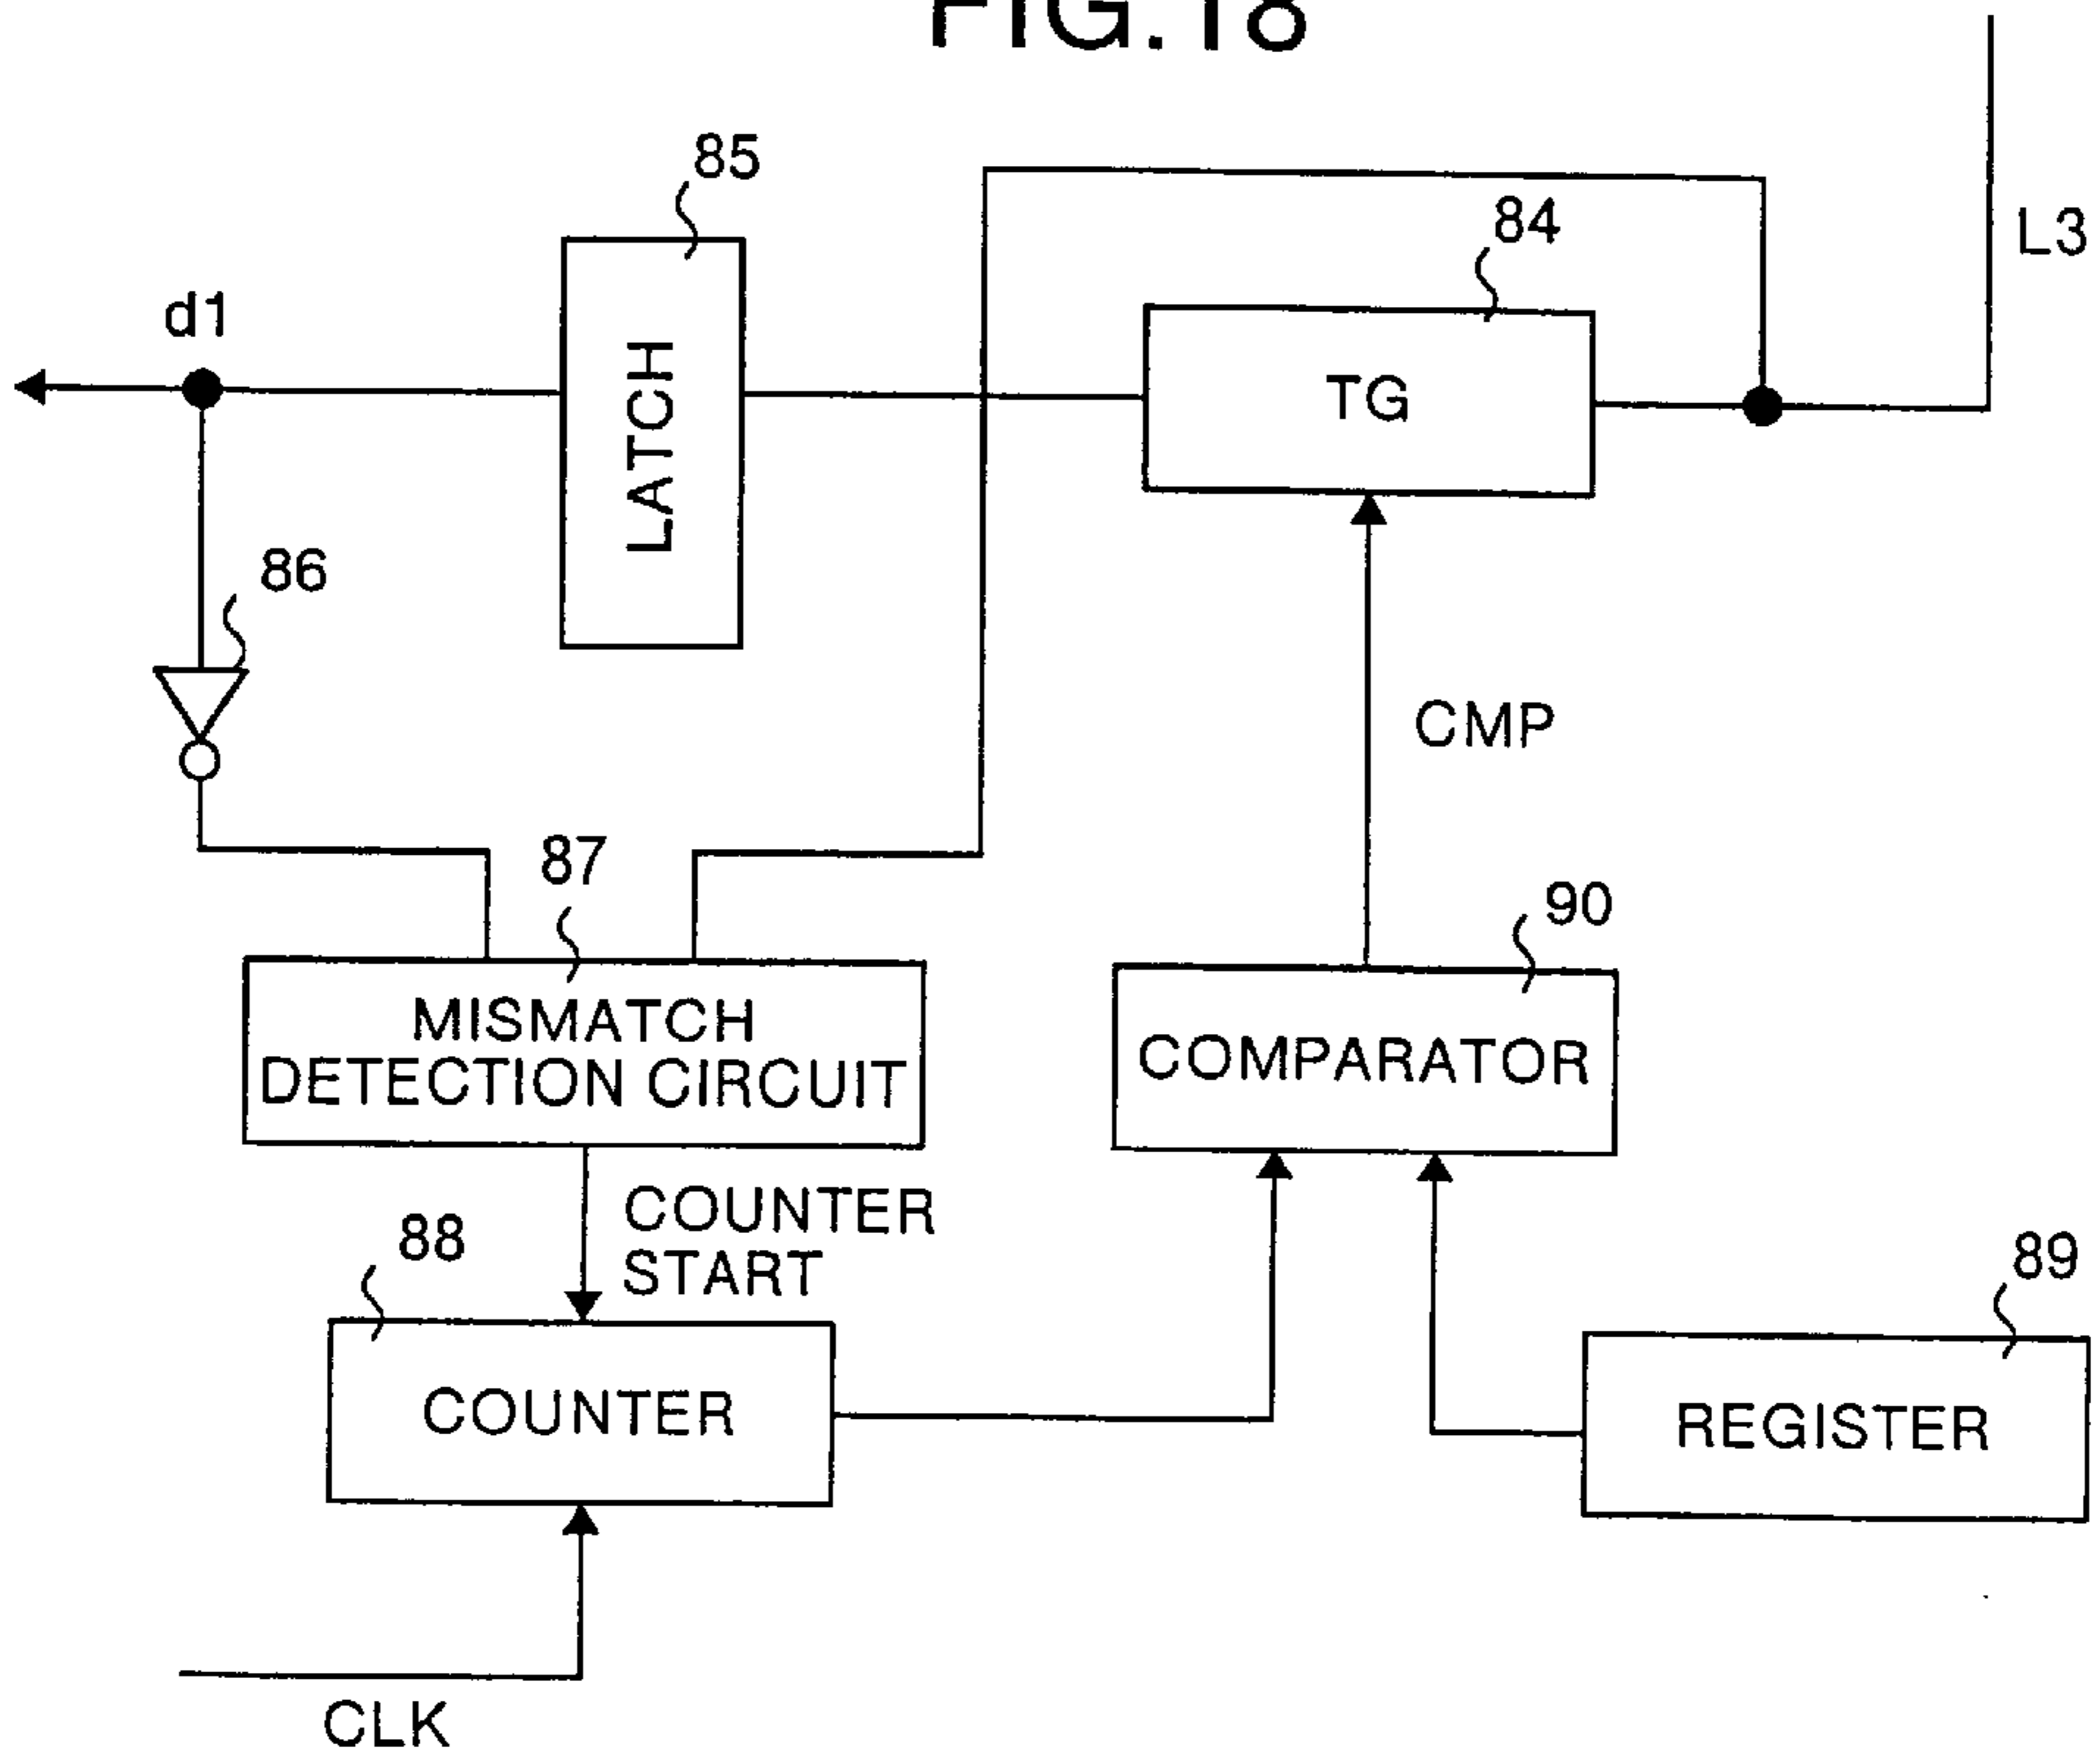 FIG.18
85
84
L3
d1
LATCH
TG
86
CMP
87
90
MISMATCH
DETECTION CIRCUIT
COMPARATOR
COUNTER
START
88
89
COUNTER
REGISTER
CLK